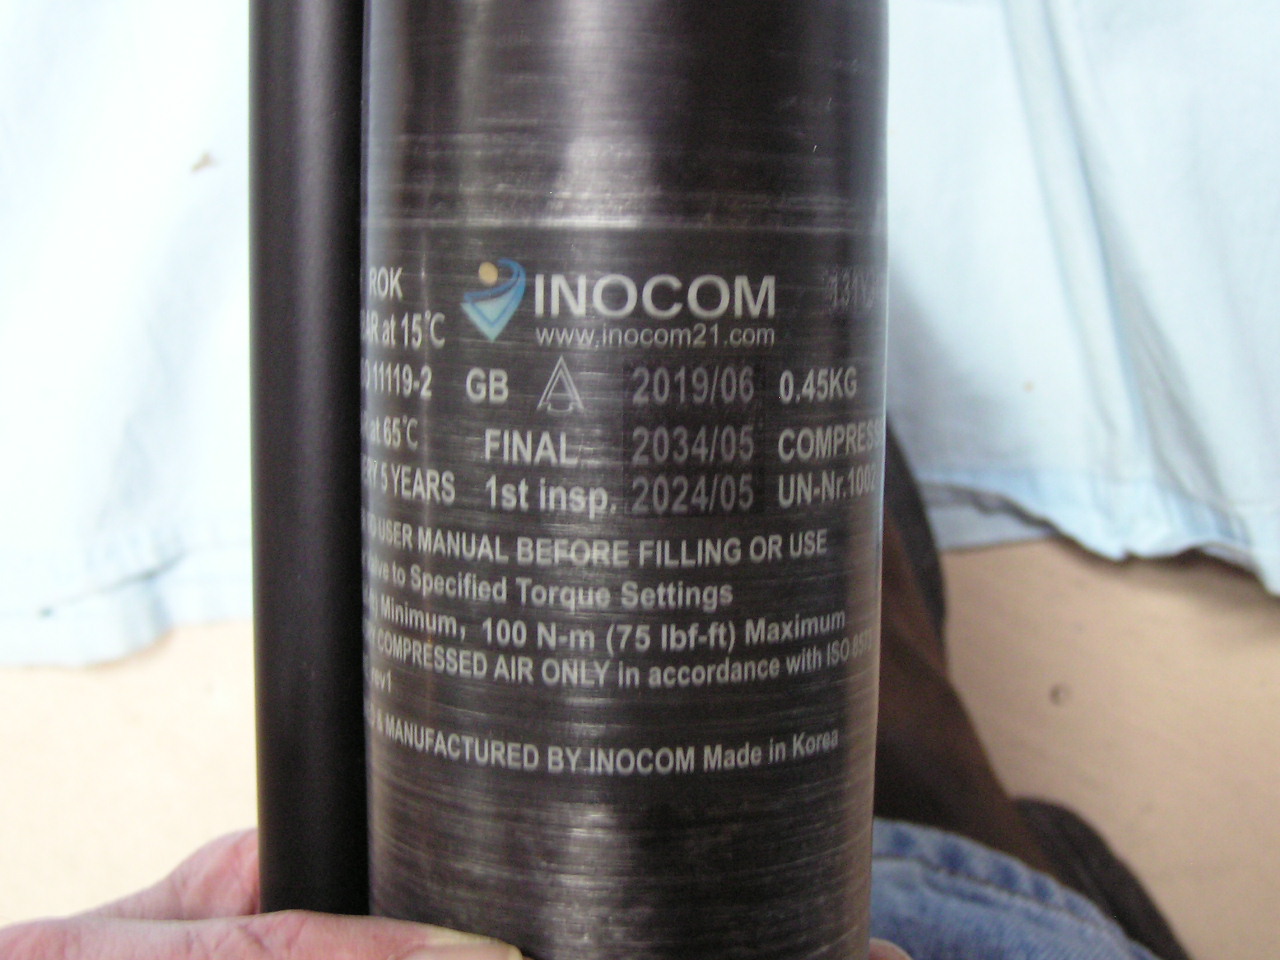 ROK INOCOM
at 15℃ www.inocom21.com
11119-2 GB 2019/06 0.45KG
at 65℃ FINAL 2034/05
5 YEARS 1st insp. 2024/05 UN-Nr.1002
USER MANUAL BEFORE FILLING OR USE
to Specified Torque Settings
Minimum, 100 N-m (75 lbf-ft) Maximum
COMPRESSED AIR ONLY in accordance with ISO
rev1
& MANUFACTURED BY INOCOM Made in Korea